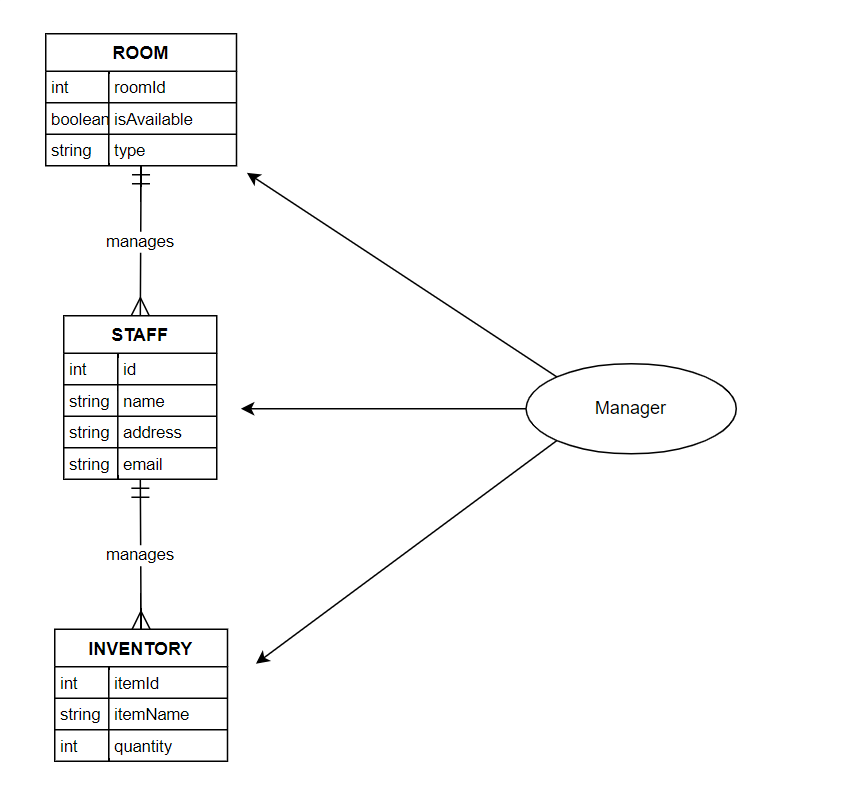 ROOM
int roomId
boolean isAvailable
string type
manages
STAFF
int id
string name
string address
string email
Manager
manages
INVENTORY
int itemId
string itemName
int quantity